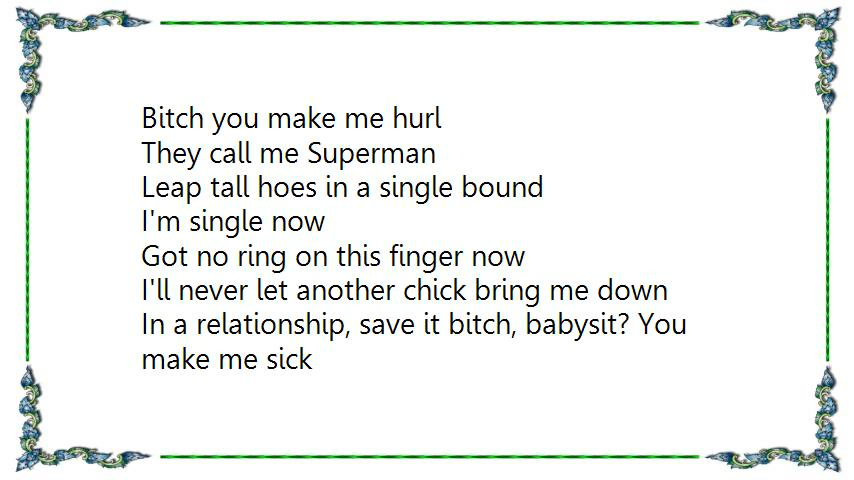 Bitch you make me hurl
They call me Superman
Leap tall hoes in a single bound
I'm single now
Got no ring on this finger now
I'll never let another chick bring me down
In a relationship, save it bitch, babysit? You
make me sick